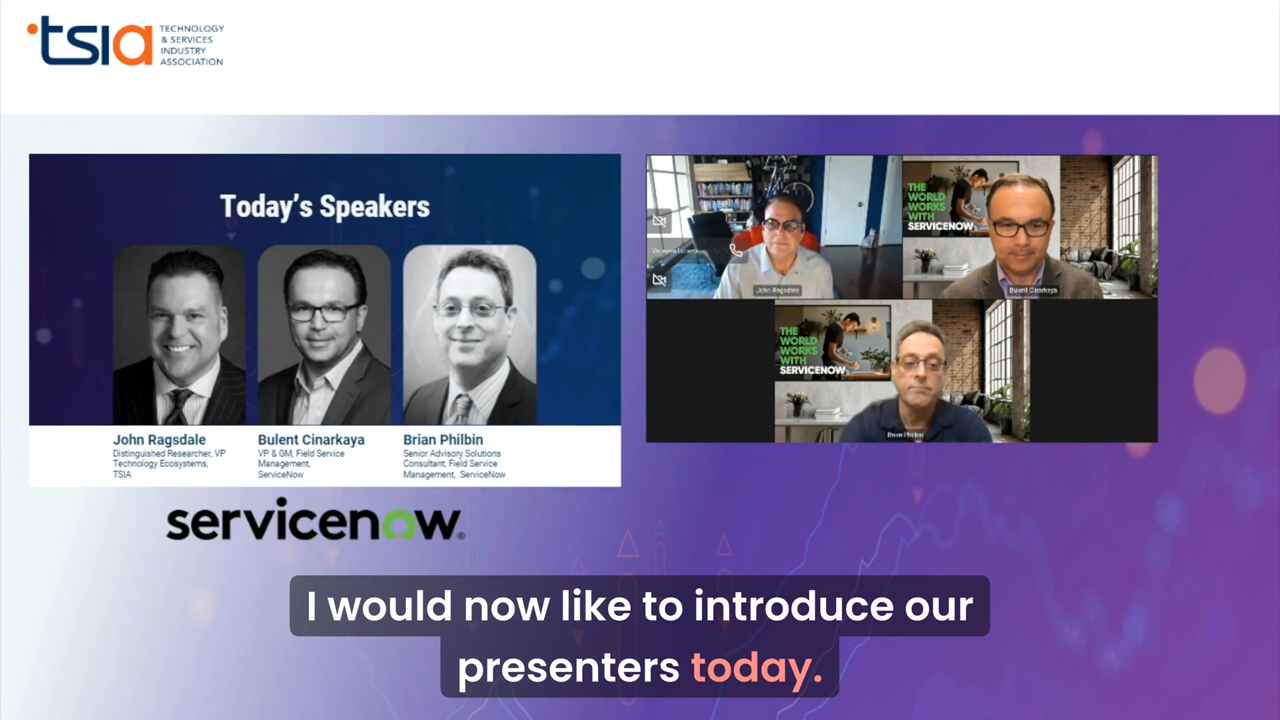 tsia
TECHNOLOGY
& SERVICES
INDUSTRY
ASSOCIATION
Today's Speakers
John Ragsdale
Distinguished Researcher, VP
Technology Ecosystems,
TSIA
Bulent Cinarkaya
VP & GM, Field Service
Management,
ServiceNow
Brian Philbin
Senior Advisory Solutions
Consultant, Field Service
Management, ServiceNow
servicenow®
John Ragsdale
THE
WORLD
WORKS
WITH
SERVICENOW
Bulent Cinarkaya
THE
WORLD
WORKS
WITH
SERVICENOW
Brian Philbin
I would now like to introduce our
presenters today.